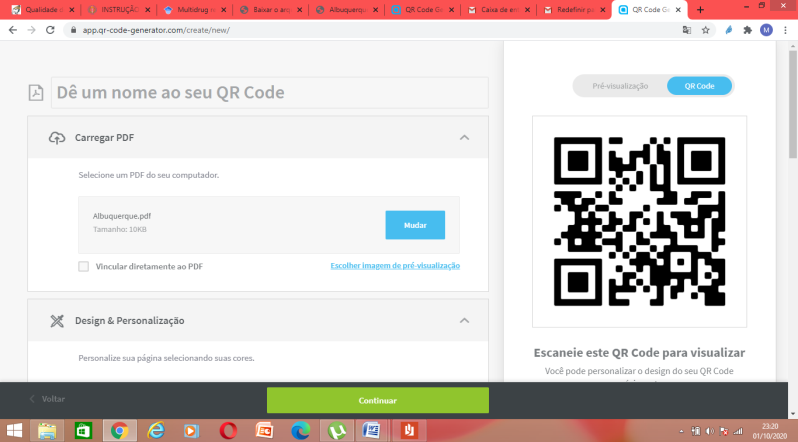 Qualidade d
INSTRUÇÃO
Multidrug re
Baixar o arq
Albuquerque
QR Code Ge
Caixa de en
Redefinir pa
QR Code Ge
app.qr-code-generator.com/create/new/
M
Dê um nome ao seu QR Code
Carregar PDF
Selecione um PDF do seu computador.
Albuquerque.pdf
Tamanho: 10KB
Mudar
Vincular diretamente ao PDF
Escolher imagem de pré-visualização
Design & Personalização
Personalize sua página selecionando suas cores.
Pré-visualização
QR Code
Escaneie este QR Code para visualizar
Você pode personalizar o design do seu QR Code
Voltar
Continuar
23:20
01/10/2020